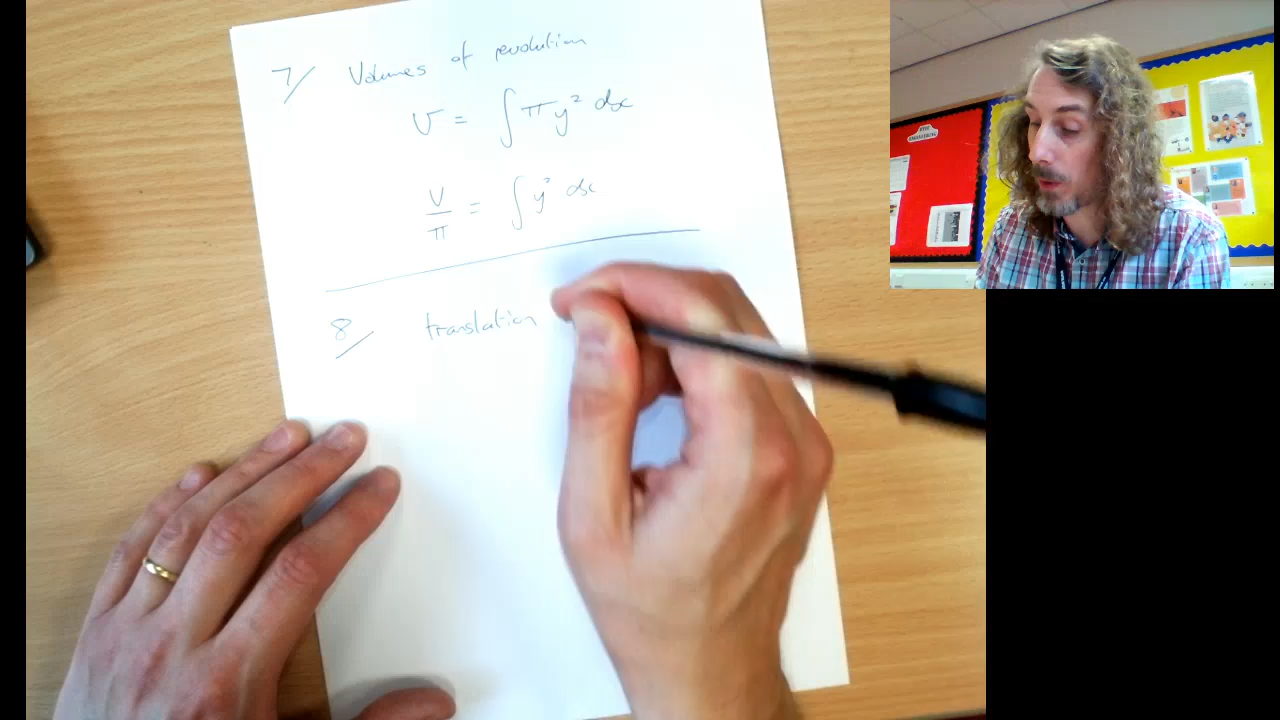 7/ Volumes of revolution
V = ∫ π y² dx
V/π = ∫ y² dx
8/ translation